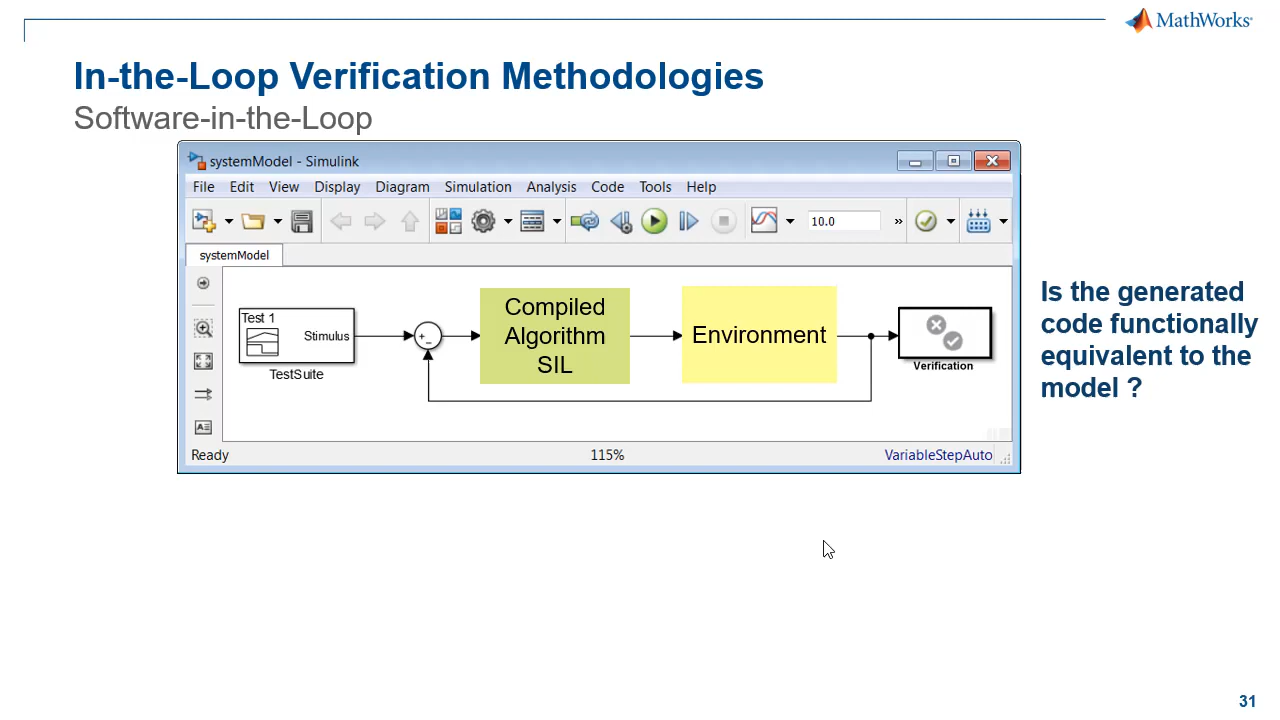 MathWorks®
In-the-Loop Verification Methodologies
Software-in-the-Loop
systemModel - Simulink
File Edit View Display Diagram Simulation Analysis Code Tools Help
10.0 »
systemModel
Test 1
Stimulus
TestSuite
+
_
Compiled
Algorithm
SIL
Environment
Verification
Is the generated
code functionally
equivalent to the
model ?
Ready 115% VariableStepAuto
31